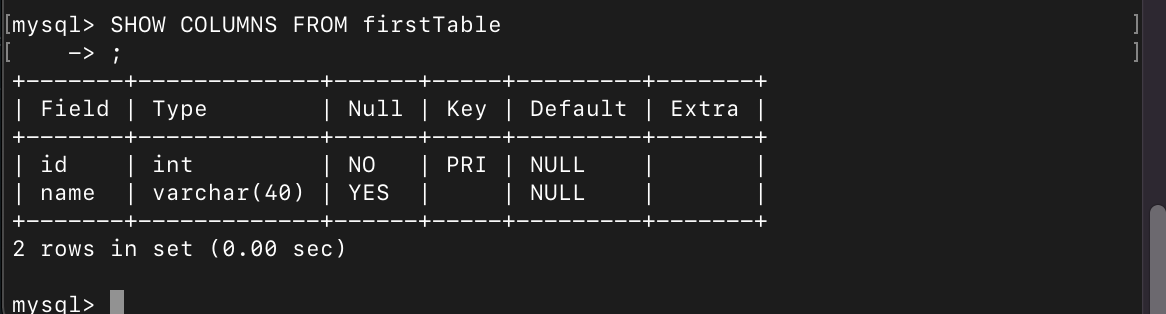 [mysql> SHOW COLUMNS FROM firstTable ]
[    -> ; ]
+-------+-------------+------+-----+---------+-------+
| Field | Type        | Null | Key | Default | Extra |
+-------+-------------+------+-----+---------+-------+
| id    | int         | NO   | PRI | NULL    |       |
| name  | varchar(40) | YES  |     | NULL    |       |
+-------+-------------+------+-----+---------+-------+
2 rows in set (0.00 sec)
mysql>